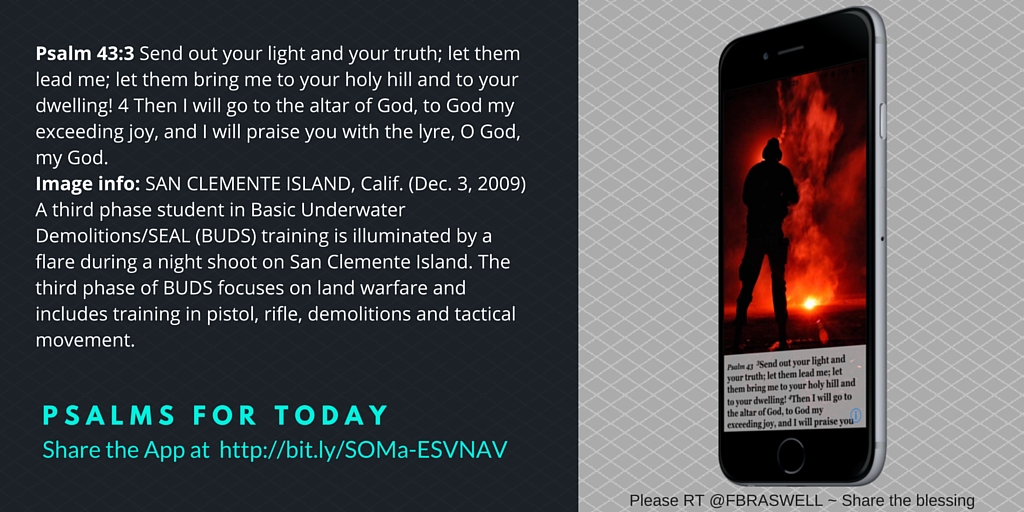 Psalm 43:3 Send out your light and your truth; let them
lead me; let them bring me to your holy hill and to your
dwelling! 4 Then I will go to the altar of God, to God my
exceeding joy, and I will praise you with the lyre, O God,
my God.
Image info: SAN CLEMENTE ISLAND, Calif. (Dec. 3, 2009)
A third phase student in Basic Underwater
Demolitions/SEAL (BUDS) training is illuminated by a
flare during a night shoot on San Clemente Island. The
third phase of BUDS focuses on land warfare and
includes training in pistol, rifle, demolitions and tactical
movement.
PSALMS FOR TODAY
Share the App at http://bit.ly/SOMa-ESVNAV
Psalm 43 ³Send out your light and
your truth; let them lead me; let
them bring me to your holy hill and
to your dwelling! ⁴Then I will go to
the altar of God, to God my
exceeding joy, and I will praise you
i
Please RT @FBRASWELL ~ Share the blessing